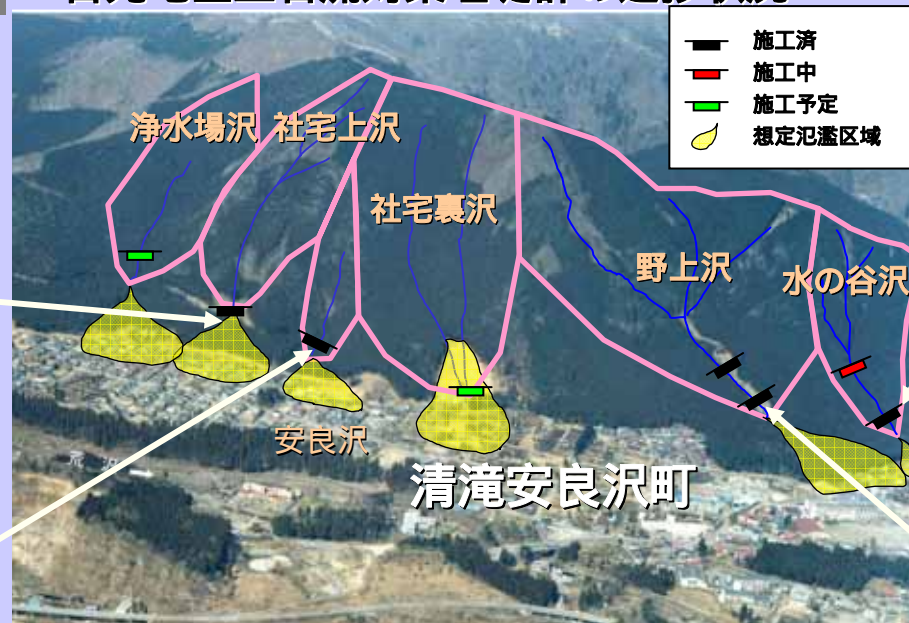 施工済
施工中
施工予定
想定氾濫区域
浄水場沢
社宅上沢
社宅裏沢
野上沢
水の谷沢
安良沢
清滝安良沢町